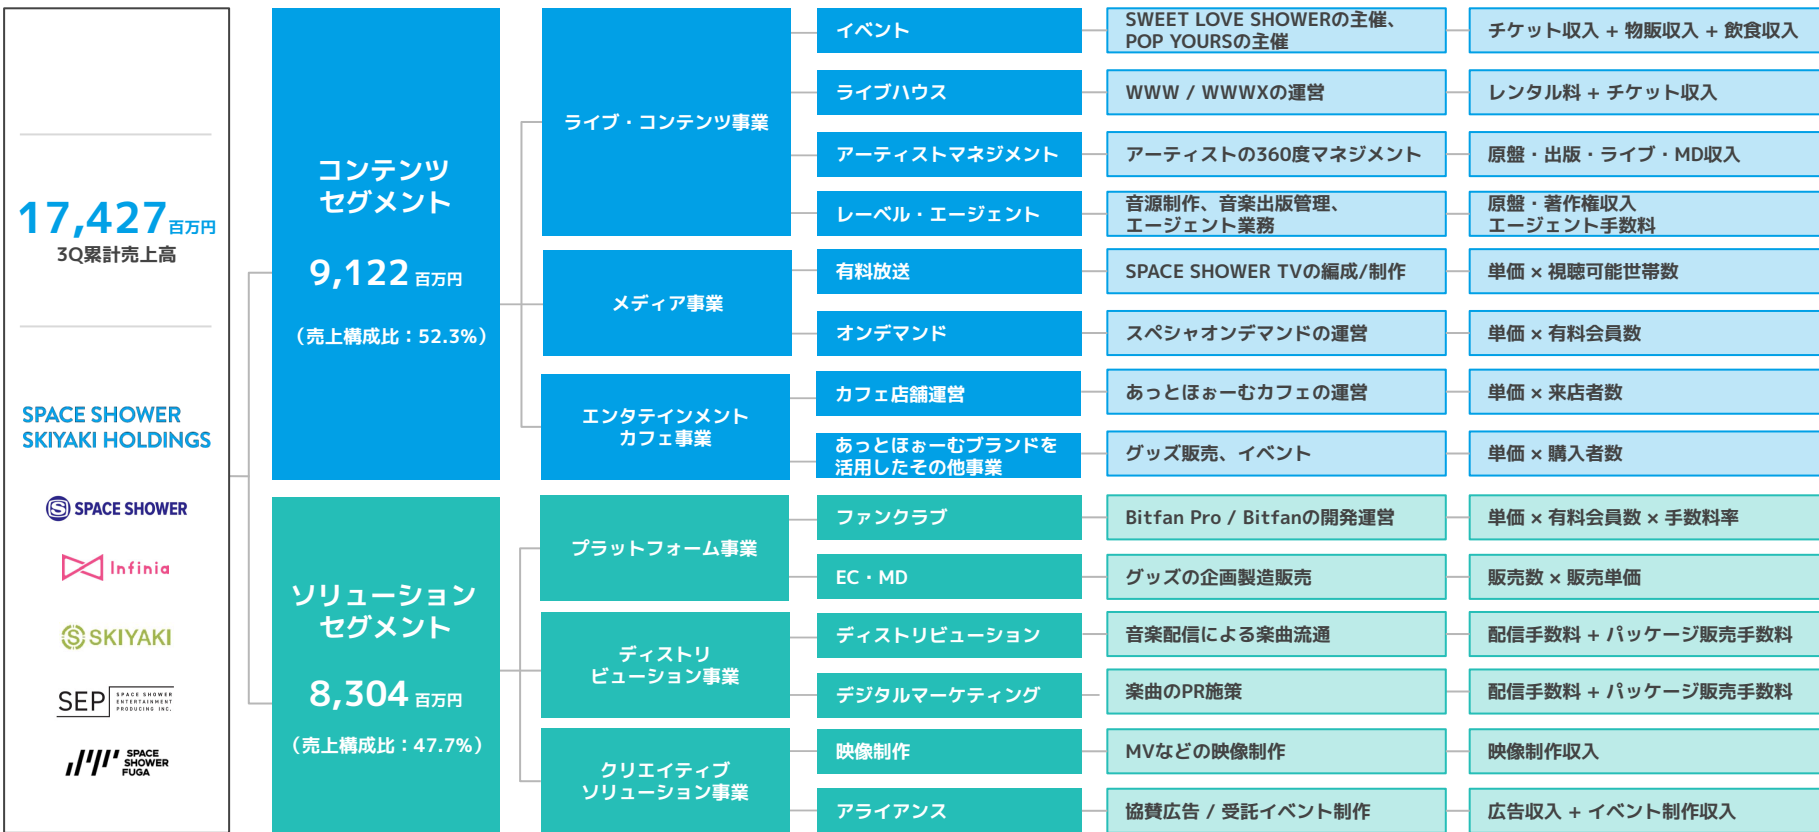 17,427 百万円
3Q累計売上高
SPACE SHOWER
SKIYAKI HOLDINGS
S SPACE SHOWER
Infinia
S SKIYAKI
SEP SPACE SHOWER
ENTERTAINMENT
PRODUCING INC.
SPACE
SHOWER
FUGA
コンテンツ
セグメント
9,122 百万円
（売上構成比：52.3%）
ライブ・コンテンツ事業
イベント
SWEET LOVE SHOWERの主催、
POP YOURSの主催
チケット収入 + 物販収入 + 飲食収入
ライブハウス
WWW / WWWXの運営
レンタル料 + チケット収入
アーティストマネジメント
アーティストの360度マネジメント
原盤・出版・ライブ・MD収入
レーベル・エージェント
音源制作、音楽出版管理、
エージェント業務
原盤・著作権収入
エージェント手数料
メディア事業
有料放送
SPACE SHOWER TVの編成/制作
単価 × 視聴可能世帯数
オンデマンド
スペシャオンデマンドの運営
単価 × 有料会員数
エンタテインメント
カフェ事業
カフェ店舗運営
あっとほぉーむカフェの運営
単価 × 来店者数
あっとほぉーむブランドを
活用したその他事業
グッズ販売、イベント
単価 × 購入者数
ソリューション
セグメント
8,304 百万円
（売上構成比：47.7%）
プラットフォーム事業
ファンクラブ
Bitfan Pro / Bitfanの開発運営
単価 × 有料会員数 × 手数料率
EC・MD
グッズの企画製造販売
販売数 × 販売単価
ディストリ
ビューション事業
ディストリビューション
音楽配信による楽曲流通
配信手数料 + パッケージ販売手数料
デジタルマーケティング
楽曲のPR施策
配信手数料 + パッケージ販売手数料
クリエイティブ
ソリューション事業
映像制作
MVなどの映像制作
映像制作収入
アライアンス
協賛広告 / 受託イベント制作
広告収入 + イベント制作収入